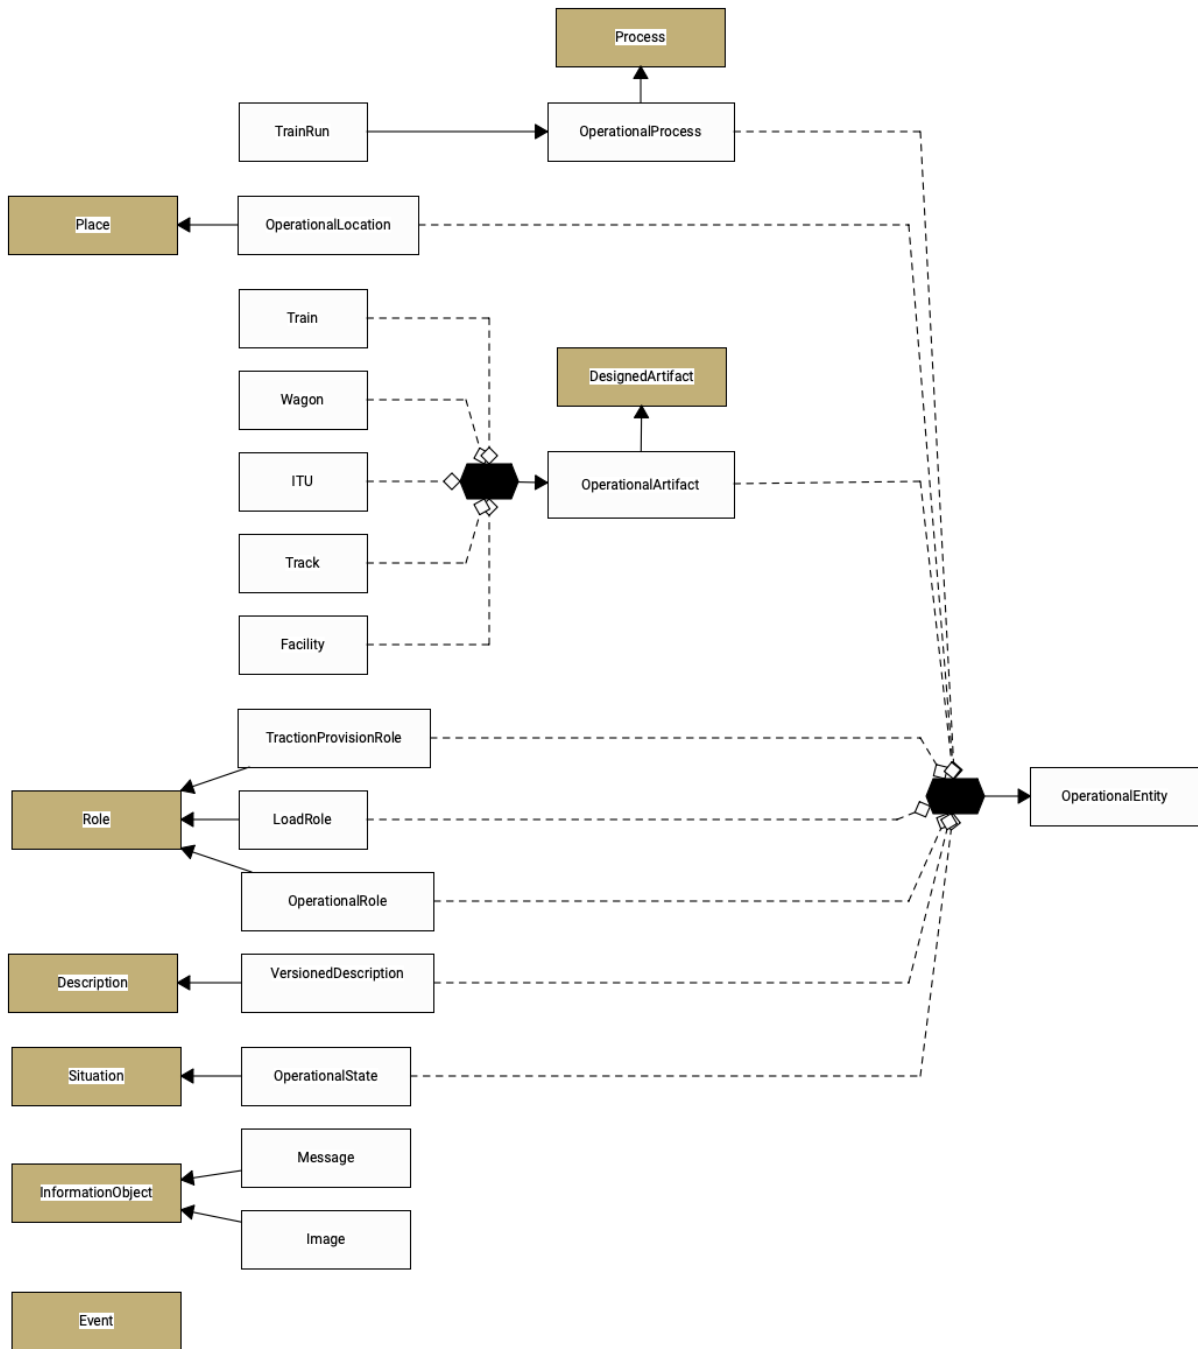 Process
TrainRun
OperationalProcess
Place
OperationalLocation
Train
DesignedArtifact
Wagon
ITU
OperationalArtifact
Track
Facility
TractionProvisionRole
OperationalEntity
Role
LoadRole
OperationalRole
Description
VersionedDescription
Situation
OperationalState
Message
InformationObject
Image
Event